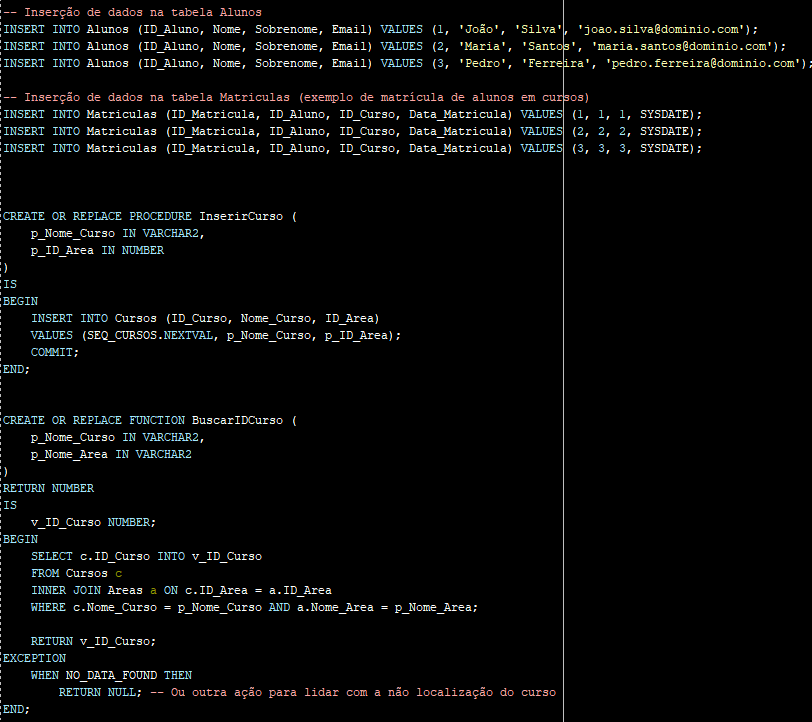 -- Inserção de dados na tabela Alunos
INSERT INTO Alunos (ID_Aluno, Nome, Sobrenome, Email) VALUES (1, 'João', 'Silva', 'joao.silva@dominio.com');
INSERT INTO Alunos (ID_Aluno, Nome, Sobrenome, Email) VALUES (2, 'Maria', 'Santos', 'maria.santos@dominio.com');
INSERT INTO Alunos (ID_Aluno, Nome, Sobrenome, Email) VALUES (3, 'Pedro', 'Ferreira', 'pedro.ferreira@dominio.com');
-- Inserção de dados na tabela Matriculas (exemplo de matrícula de alunos em cursos)
INSERT INTO Matriculas (ID_Matricula, ID_Aluno, ID_Curso, Data_Matricula) VALUES (1, 1, 1, SYSDATE);
INSERT INTO Matriculas (ID_Matricula, ID_Aluno, ID_Curso, Data_Matricula) VALUES (2, 2, 2, SYSDATE);
INSERT INTO Matriculas (ID_Matricula, ID_Aluno, ID_Curso, Data_Matricula) VALUES (3, 3, 3, SYSDATE);
CREATE OR REPLACE PROCEDURE InserirCurso (
    p_Nome_Curso IN VARCHAR2,
    p_ID_Area IN NUMBER
)
IS
BEGIN
    INSERT INTO Cursos (ID_Curso, Nome_Curso, ID_Area)
    VALUES (SEQ_CURSOS.NEXTVAL, p_Nome_Curso, p_ID_Area);
    COMMIT;
END;
CREATE OR REPLACE FUNCTION BuscarIDCurso (
    p_Nome_Curso IN VARCHAR2,
    p_Nome_Area IN VARCHAR2
)
RETURN NUMBER
IS
    v_ID_Curso NUMBER;
BEGIN
    SELECT c.ID_Curso INTO v_ID_Curso
    FROM Cursos c
    INNER JOIN Areas a ON c.ID_Area = a.ID_Area
    WHERE c.Nome_Curso = p_Nome_Curso AND a.Nome_Area = p_Nome_Area;
    RETURN v_ID_Curso;
EXCEPTION
    WHEN NO_DATA_FOUND THEN
        RETURN NULL; -- Ou outra ação para lidar com a não localização do curso
END;